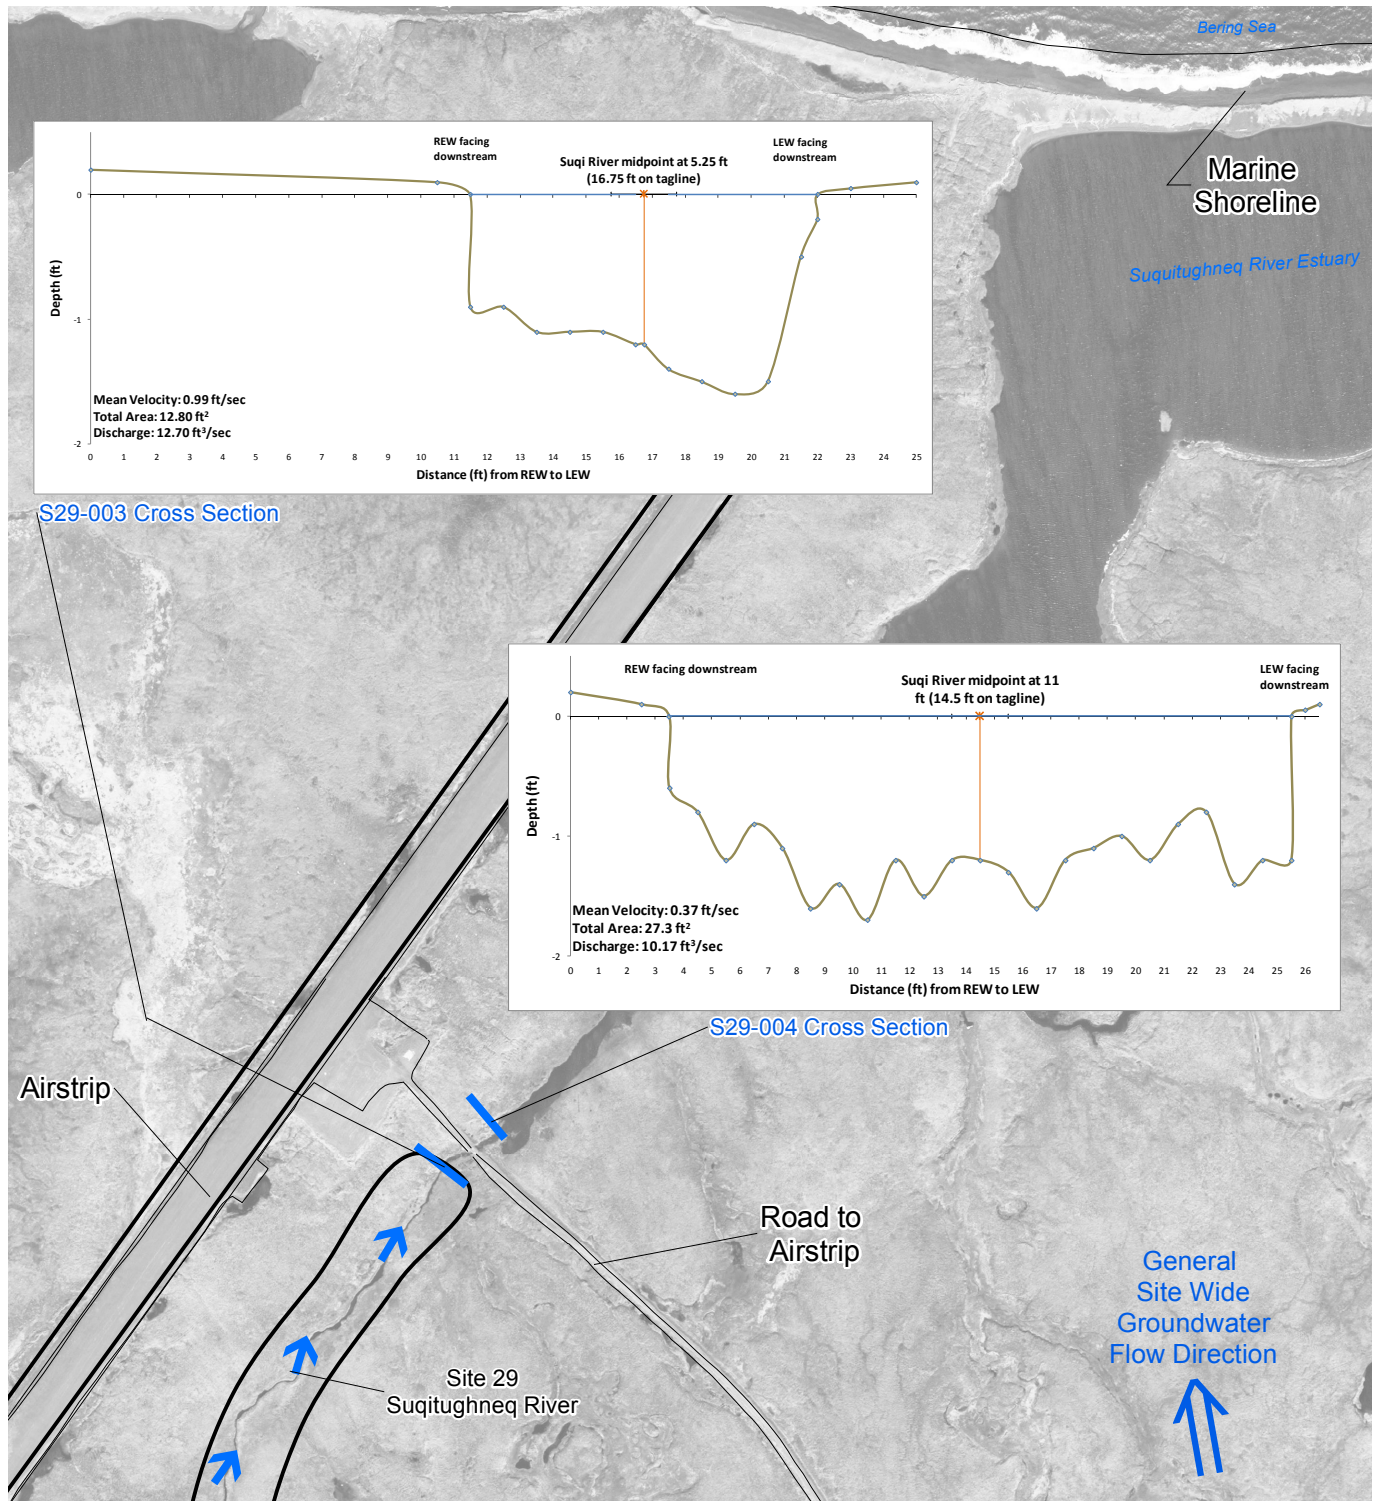 Bering Sea
Marine
Shoreline
Suquitughneq River Estuary
REW facing
downstream
Suqi River midpoint at 5.25 ft
(16.75 ft on tagline)
LEW facing
downstream
0
-1
-2
Depth (ft)
Mean Velocity: 0.99 ft/sec
Total Area: 12.80 ft²
Discharge: 12.70 ft³/sec
0 1 2 3 4 5 6 7 8 9 10 11 12 13 14 15 16 17 18 19 20 21 22 23 24 25
Distance (ft) from REW to LEW
S29-003 Cross Section
REW facing downstream
Suqi River midpoint at 11
ft (14.5 ft on tagline)
LEW facing
downstream
0
-1
-2
Depth (ft)
Mean Velocity: 0.37 ft/sec
Total Area: 27.3 ft²
Discharge: 10.17 ft³/sec
0 1 2 3 4 5 6 7 8 9 10 11 12 13 14 15 16 17 18 19 20 21 22 23 24 25 26
Distance (ft) from REW to LEW
S29-004 Cross Section
Airstrip
Road to
Airstrip
Site 29
Suqitughneq River
General
Site Wide
Groundwater
Flow Direction